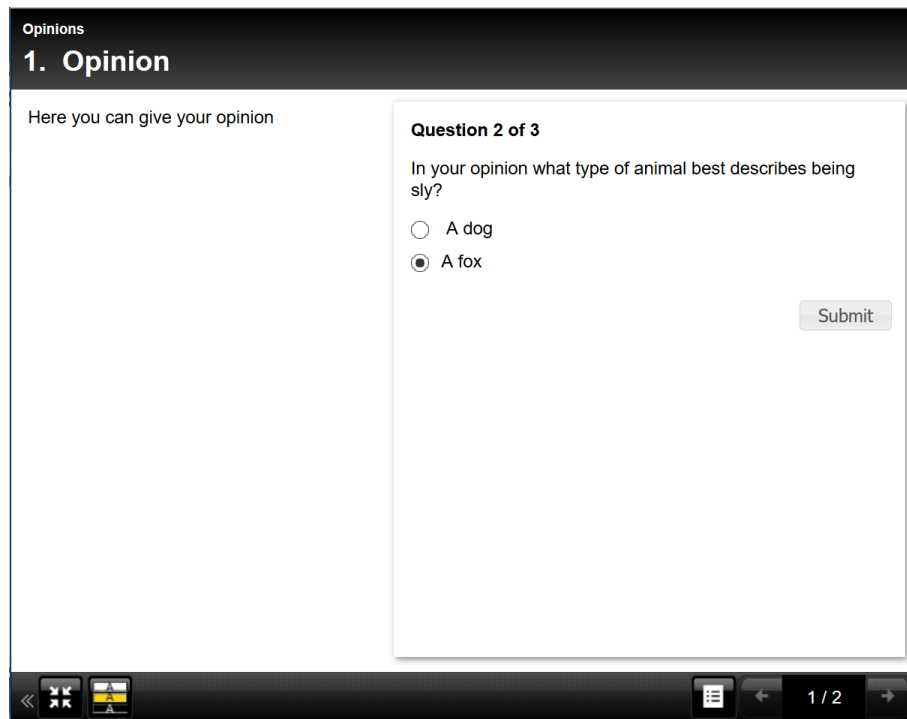 Opinions
1. Opinion
Here you can give your opinion
Question 2 of 3
In your opinion what type of animal best describes being
sly?
A dog
A fox
Submit
A
A
A
1 / 2